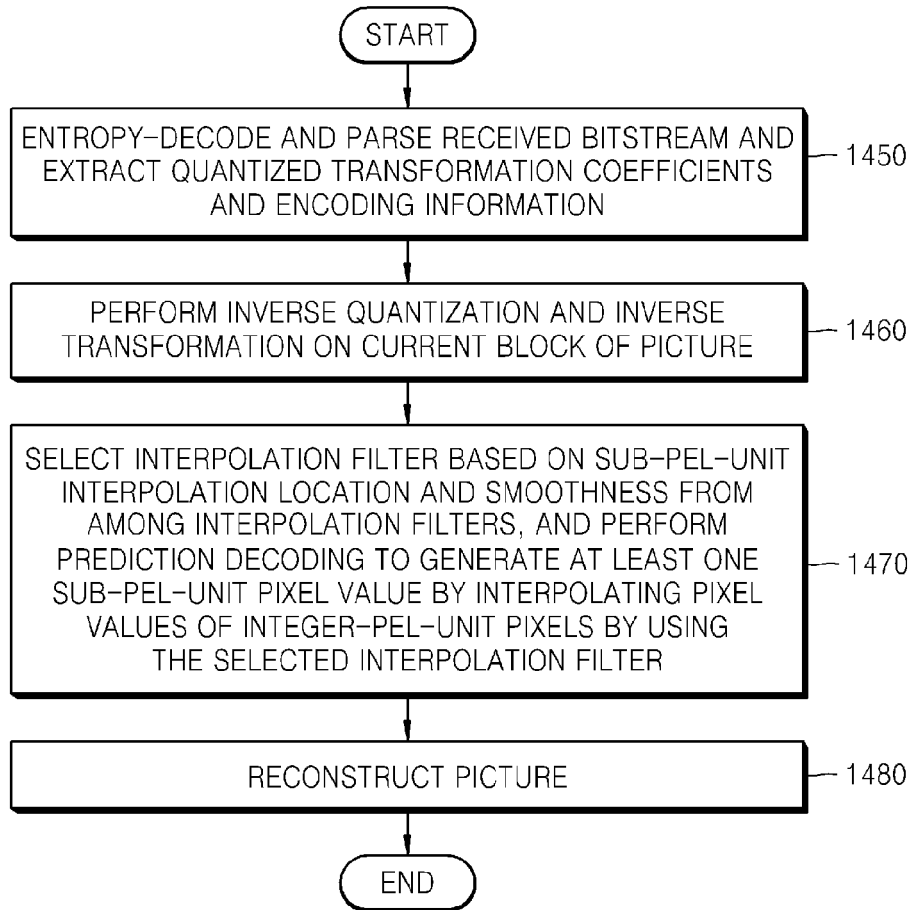 START
ENTROPY-DECODE AND PARSE RECEIVED BITSTREAM AND
EXTRACT QUANTIZED TRANSFORMATION COEFFICIENTS
AND ENCODING INFORMATION
1450
PERFORM INVERSE QUANTIZATION AND INVERSE
TRANSFORMATION ON CURRENT BLOCK OF PICTURE
1460
SELECT INTERPOLATION FILTER BASED ON SUB-PEL-UNIT
INTERPOLATION LOCATION AND SMOOTHNESS FROM
AMONG INTERPOLATION FILTERS, AND PERFORM
PREDICTION DECODING TO GENERATE AT LEAST ONE
SUB-PEL-UNIT PIXEL VALUE BY INTERPOLATING PIXEL
VALUES OF INTEGER-PEL-UNIT PIXELS BY USING
THE SELECTED INTERPOLATION FILTER
1470
RECONSTRUCT PICTURE
1480
END